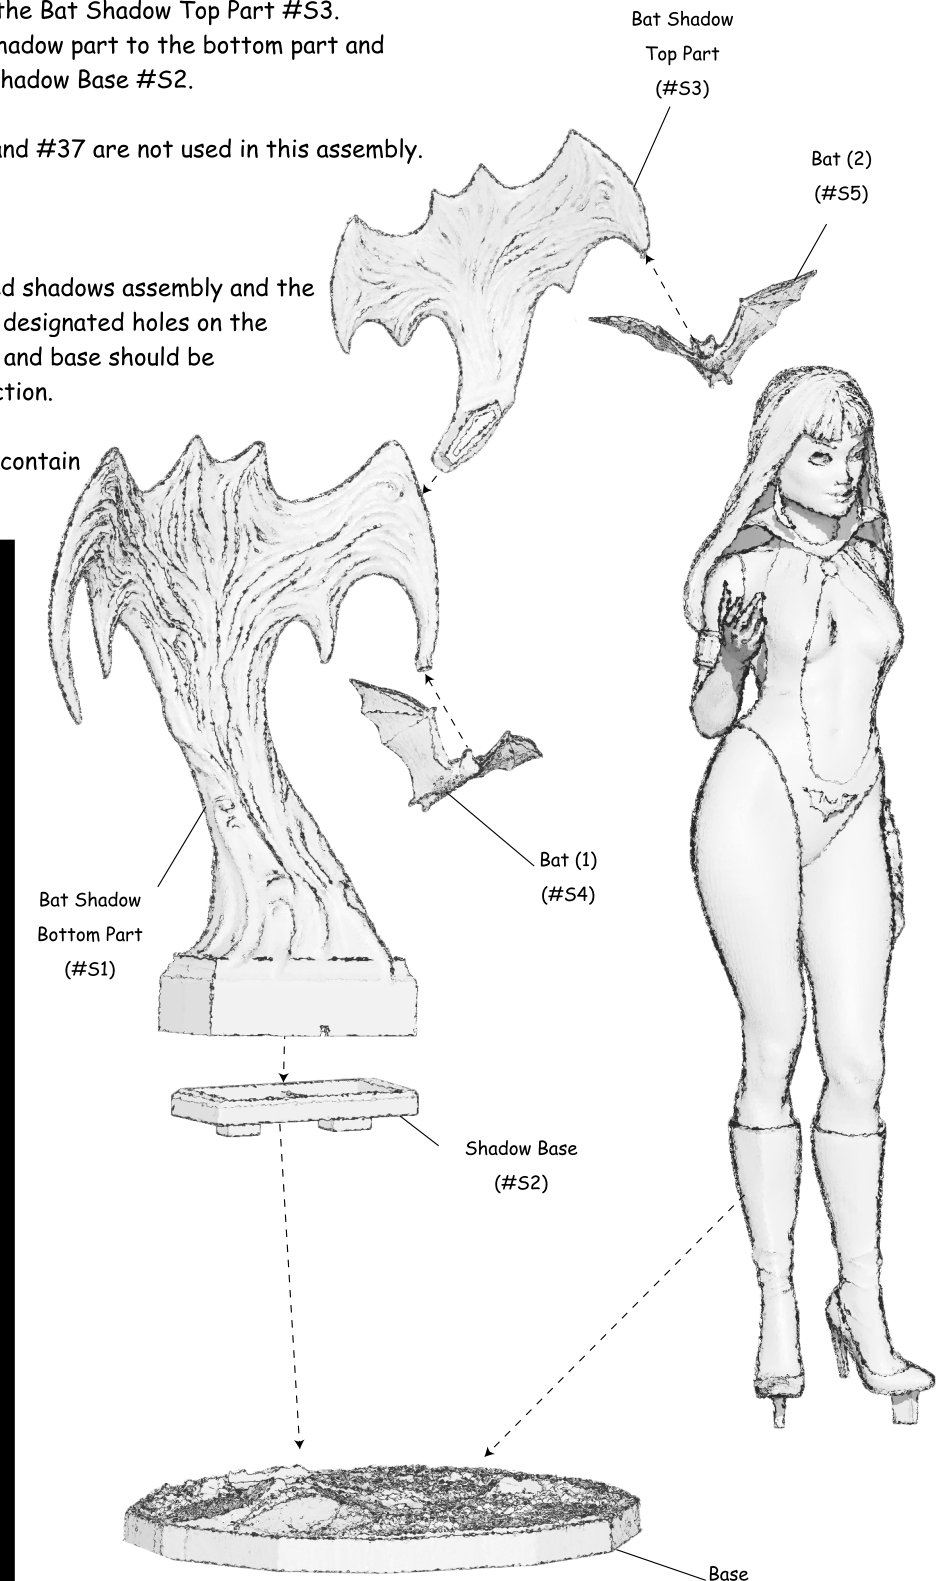 the Bat Shadow Top Part #S3.
hadow part to the bottom part and
hadow Base #S2.
and #37 are not used in this assembly.
ed shadows assembly and the
designated holes on the
and base should be
ction.
contain
Bat Shadow
Top Part
(#S3)
Bat (2)
(#S5)
Bat (1)
(#S4)
Bat Shadow
Bottom Part
(#S1)
Shadow Base
(#S2)
Base